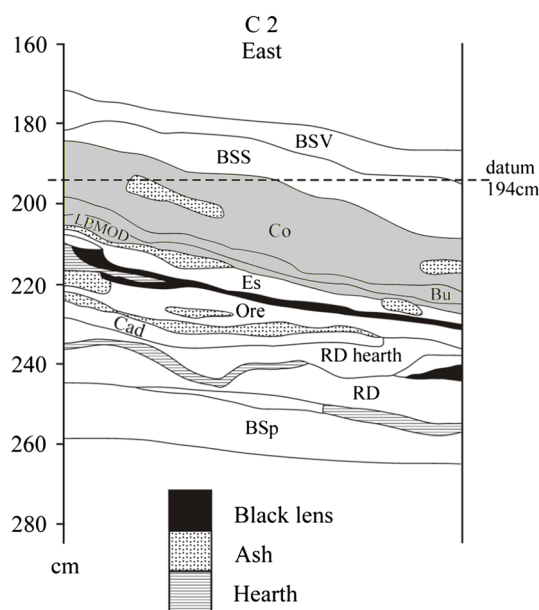 C 2
East
160
180
200
220
240
260
280
cm
BSV
BSS
datum
194cm
Co
LPMOD
Es
Bu
Ore
Cad
RD hearth
RD
BSp
Black lens
Ash
Hearth